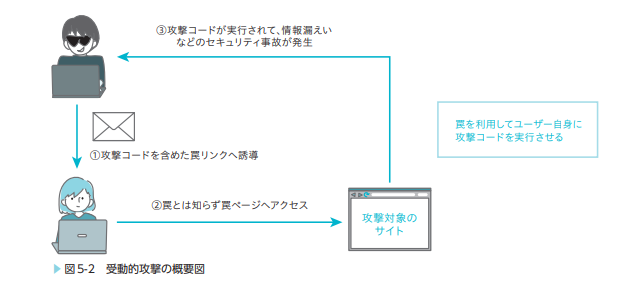 ③攻撃コードが実行されて、情報漏えい
などのセキュリティ事故が発生
罠を利用してユーザー自身に
攻撃コードを実行させる
①攻撃コードを含めた罠リンクへ誘導
②罠とは知らず罠ページへアクセス
攻撃対象の
サイト
▶ 図5-2 受動的攻撃の概要図